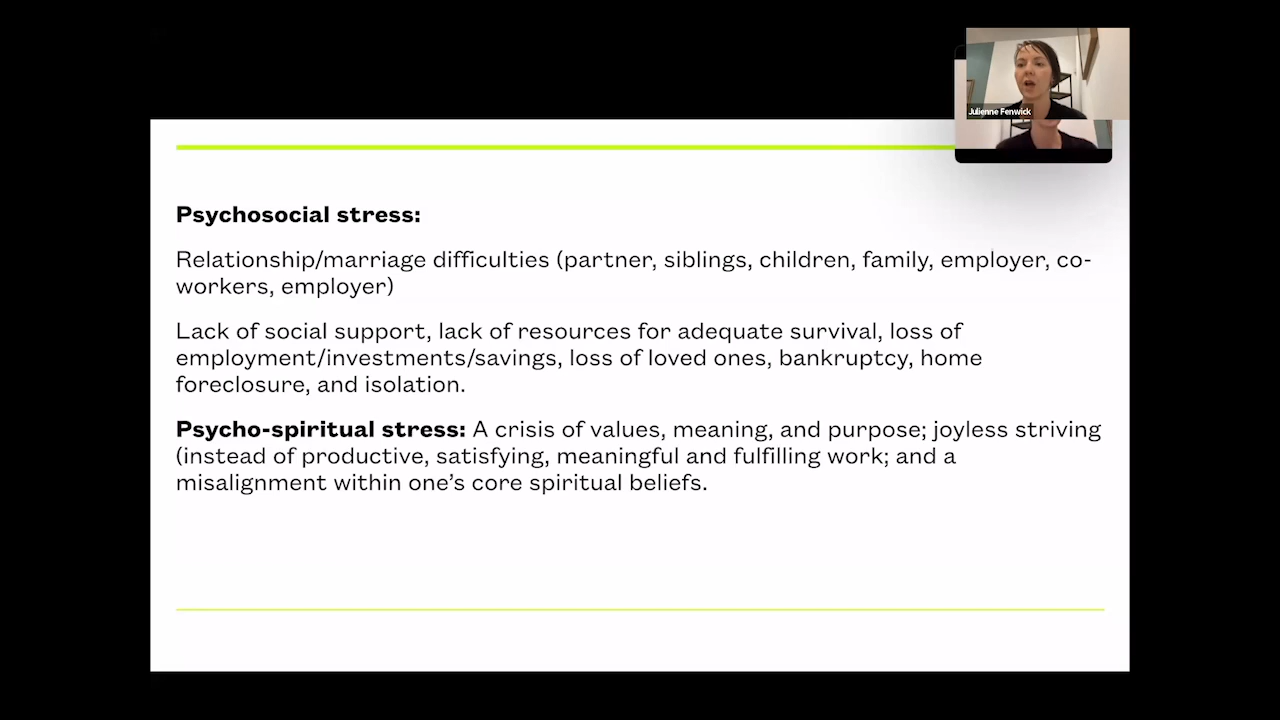 Julienne Fenwick
Psychosocial stress:
Relationship/marriage difficulties (partner, siblings, children, family, employer, co-
workers, employer)
Lack of social support, lack of resources for adequate survival, loss of
employment/investments/savings, loss of loved ones, bankruptcy, home
foreclosure, and isolation.
Psycho-spiritual stress: A crisis of values, meaning, and purpose; joyless striving
(instead of productive, satisfying, meaningful and fulfilling work; and a
misalignment within one’s core spiritual beliefs.